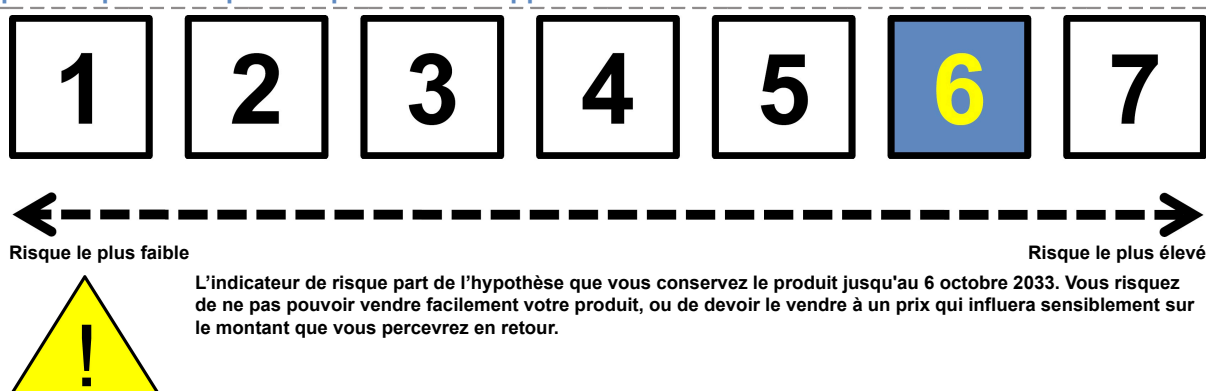 1 2 3 4 5 6 7
Risque le plus faible Risque le plus élevé
L’indicateur de risque part de l’hypothèse que vous conservez le produit jusqu'au 6 octobre 2033. Vous risquez
de ne pas pouvoir vendre facilement votre produit, ou de devoir le vendre à un prix qui influera sensiblement sur
le montant que vous percevrez en retour.
!